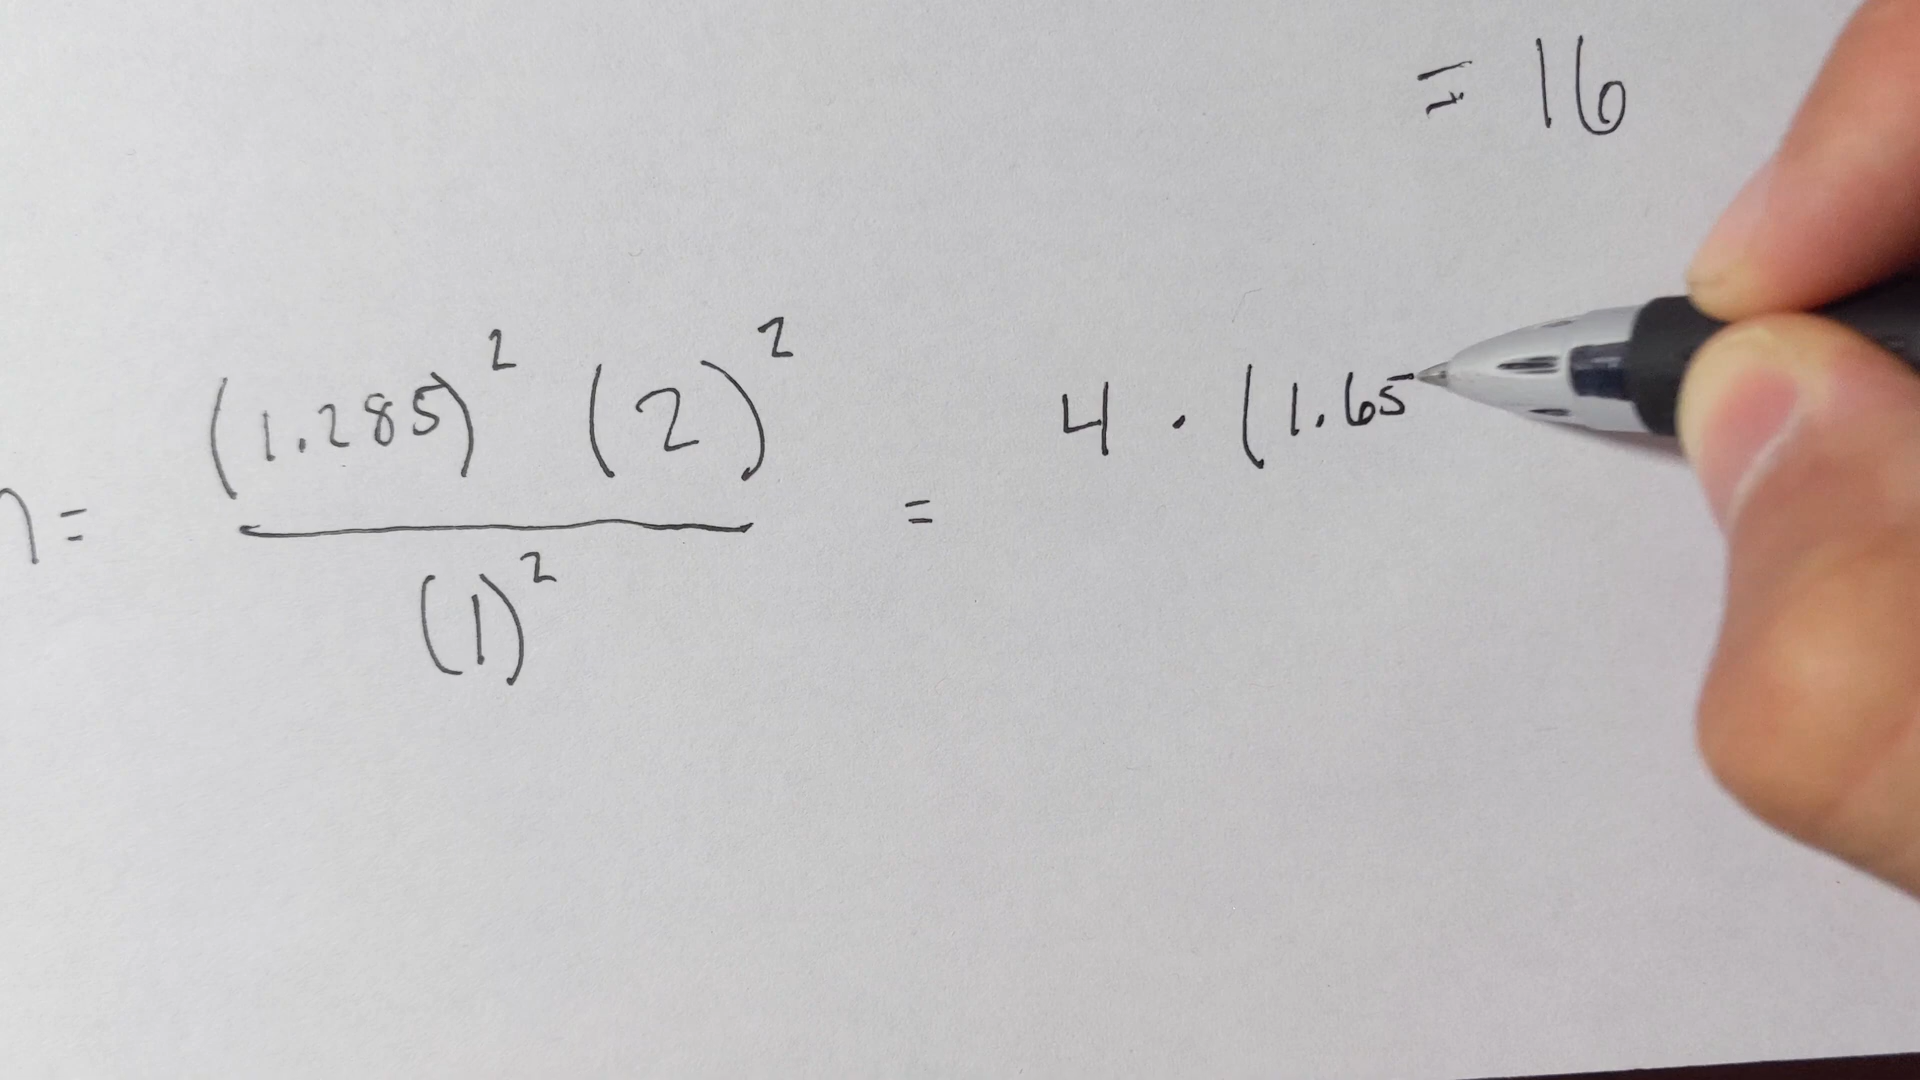 = 16
n = (1.285)² (2)² = 4 · (1.65
(1)²